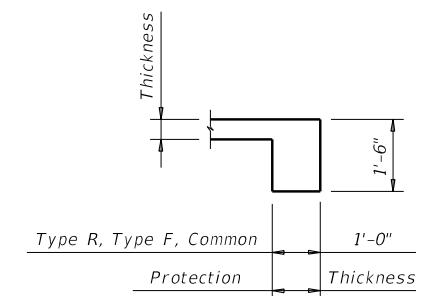 Thickness
1'-6"
Type R, Type F, Common 1'-0"
Protection Thickness